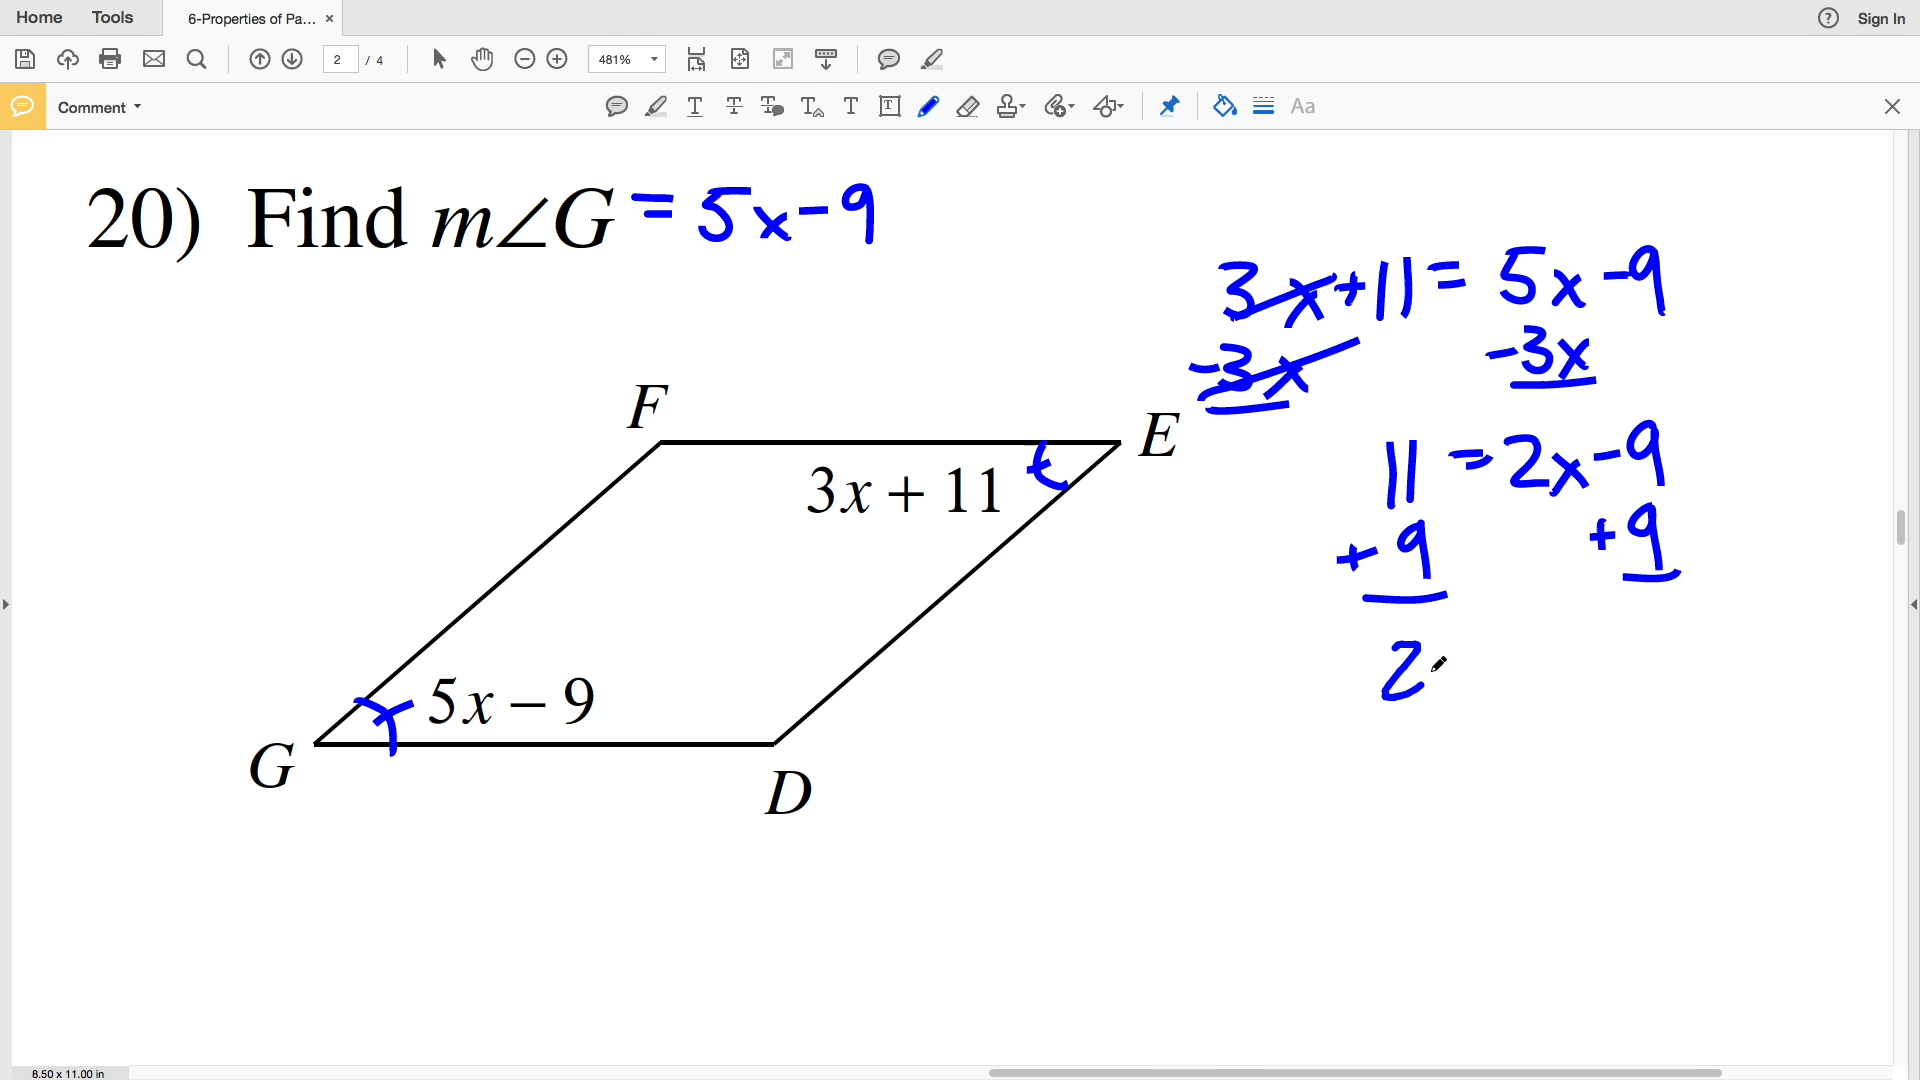 Home Tools 6-Properties of Pa... × ? Sign In
2 / 4 481%
Comment Aa
20) Find m∠G = 5x-9
3x+11 = 5x-9
-3x -3x
F
E
3x + 11
11 = 2x-9
+9 +9
2
5x − 9
G
D
8.50 x 11.00 in